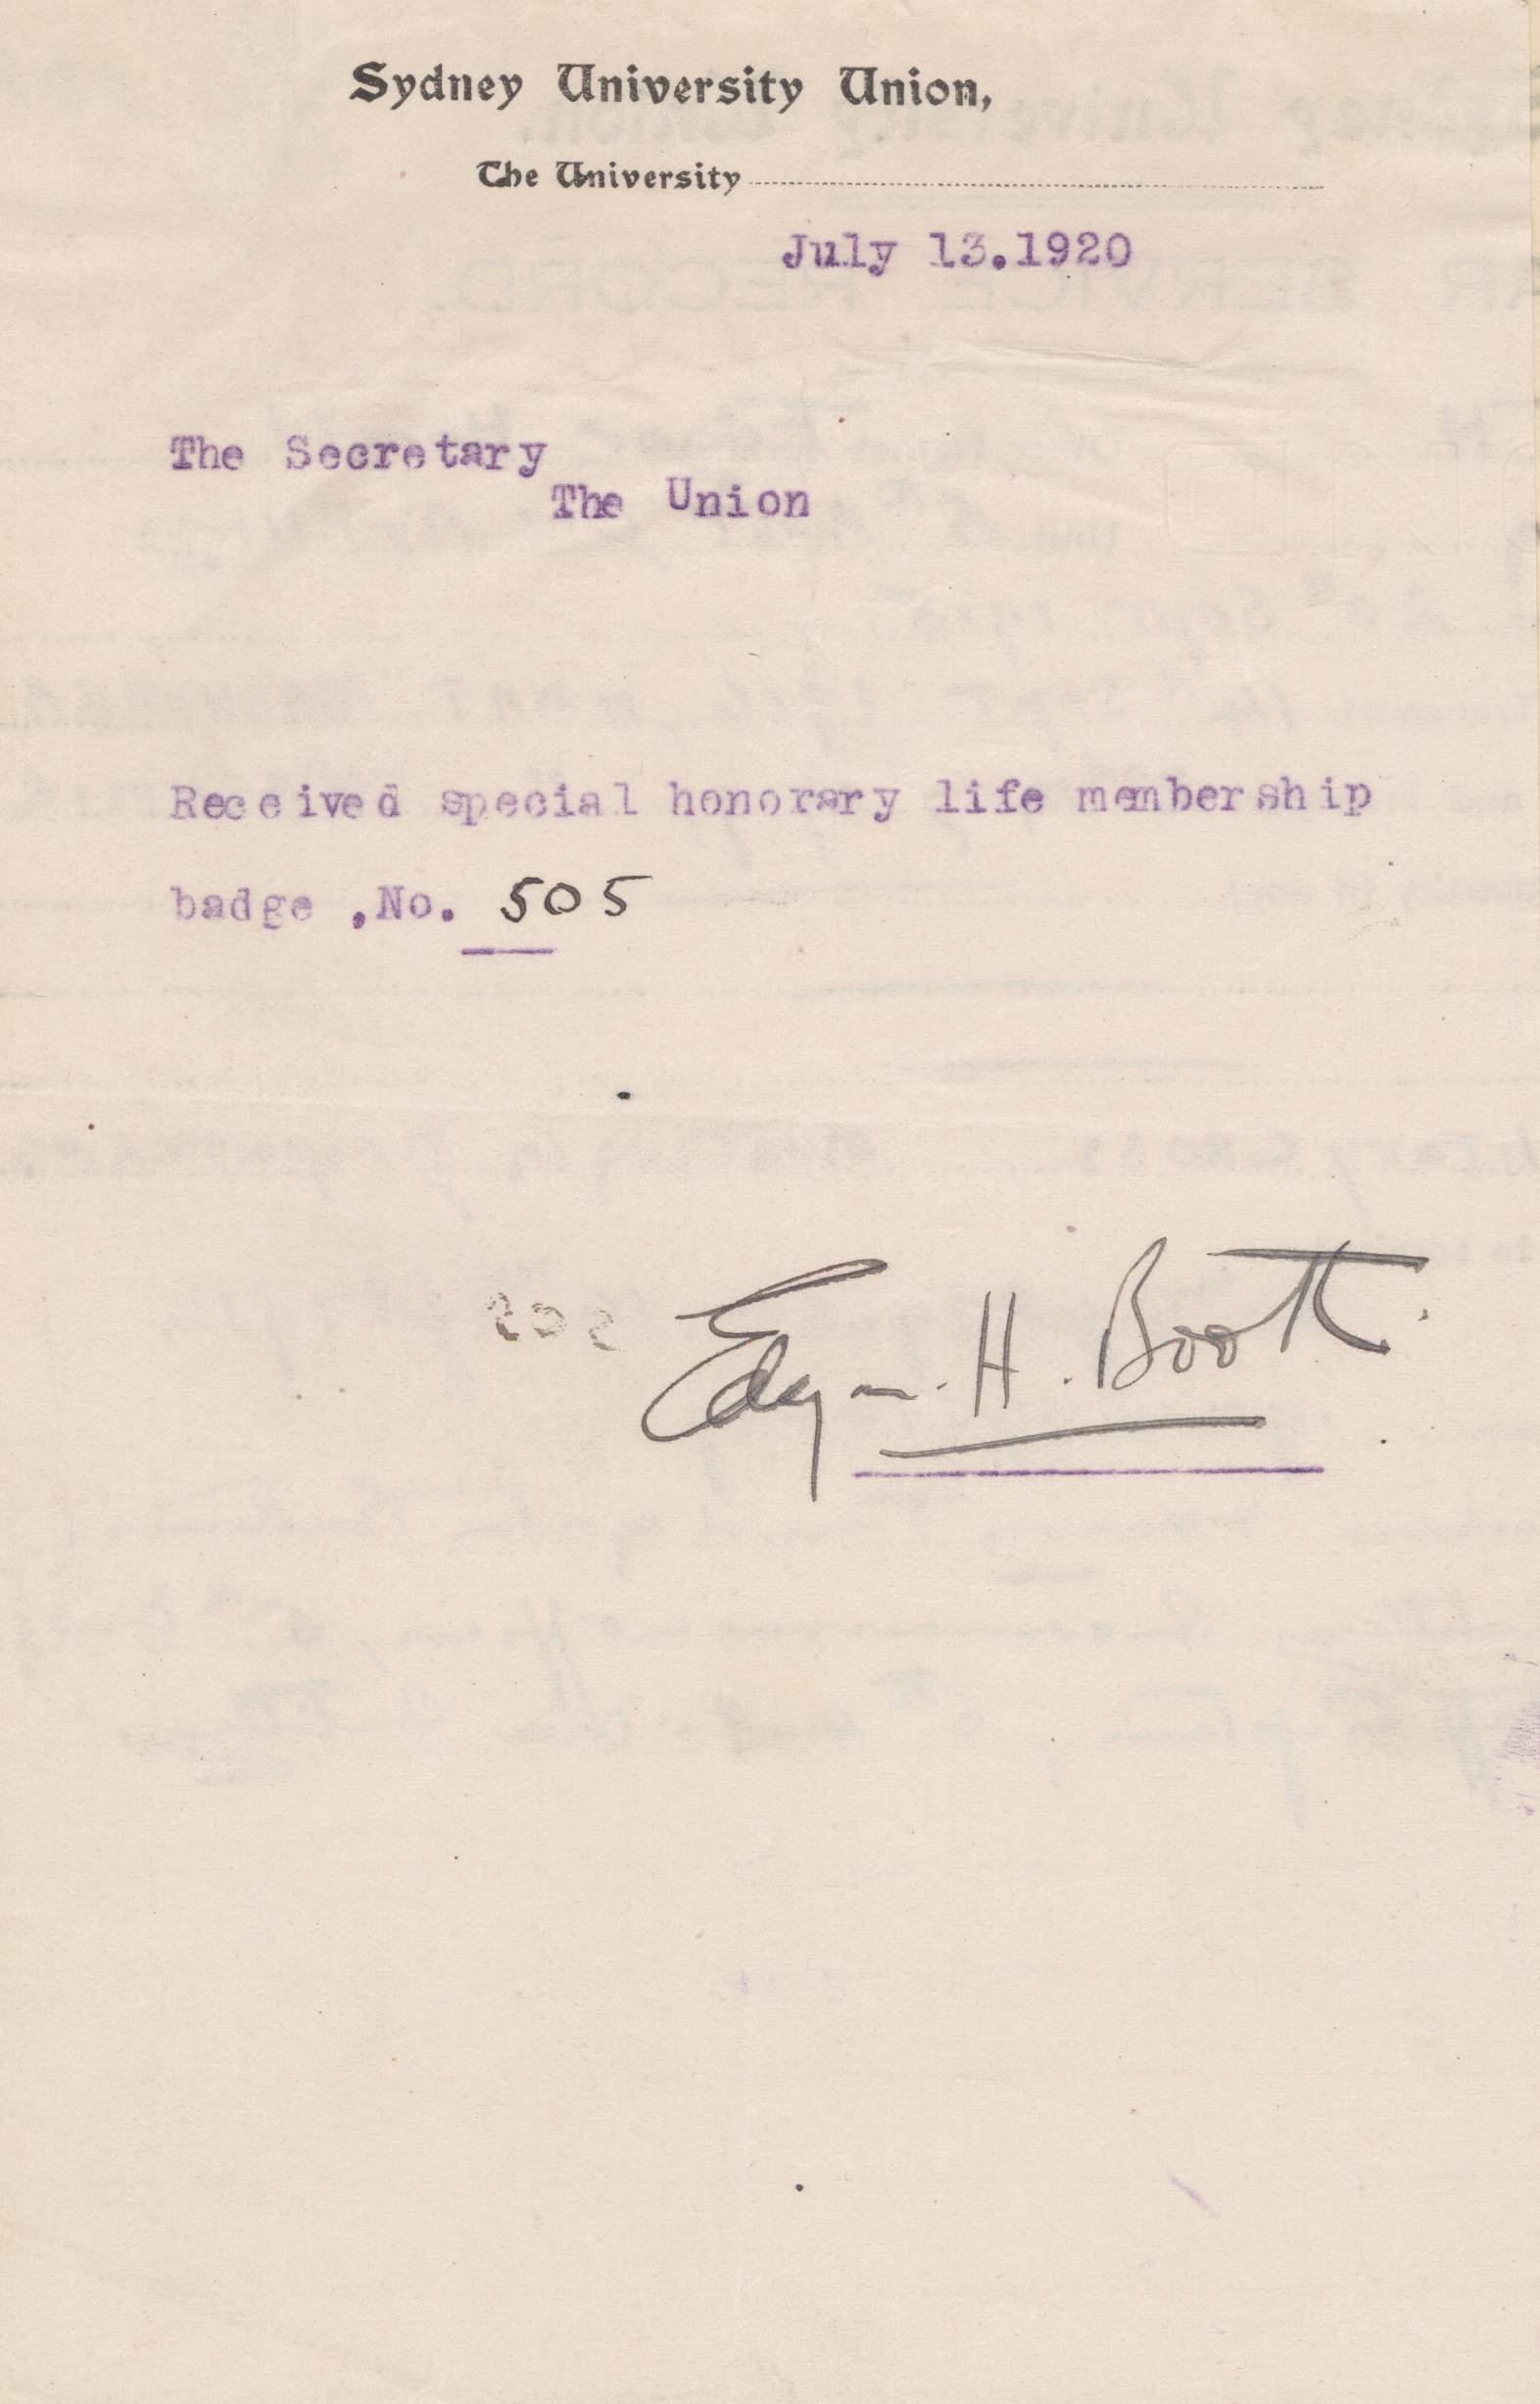 Sydney University Union,
The University
July 13.1920
The Secretary
The Union
Received special honorary life membership
badge ,No. 505
Edgar. H. Booth.